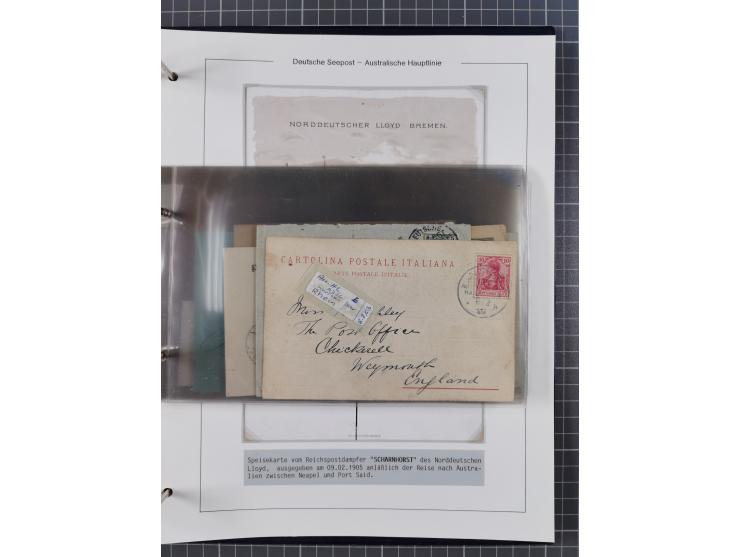 Deutsche Seepost – Australische Hauptlinie
NORDDEUTSCHER LLOYD BREMEN.
CARTOLINA POSTALE ITALIANA
CARTE POSTALE D'ITALIE
Miss
The Post Office
Chickerell
Weymouth
England
Speisekarte vom Reichspostdampfer "SCHARNHORST" des Norddeutschen
Lloyd, ausgegeben am 09.02.1905 anläßlich der Reise nach Austra-
lien zwischen Neapel und Port Said.